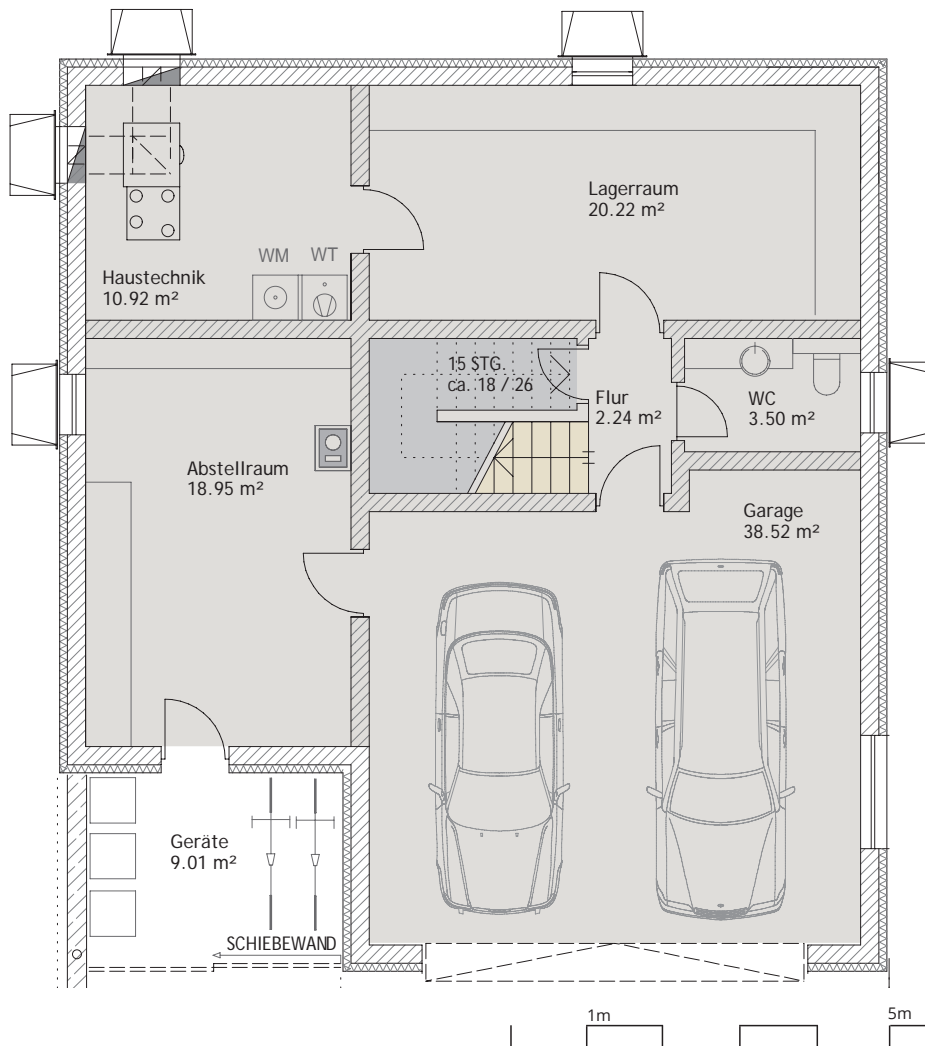 Lagerraum
20.22 m²
WM WT
Haustechnik
10.92 m²
15 STG.
ca. 18 / 26
Flur
2.24 m²
WC
3.50 m²
Abstellraum
18.95 m²
Garage
38.52 m²
Geräte
9.01 m²
SCHIEBEWAND
1m 5m